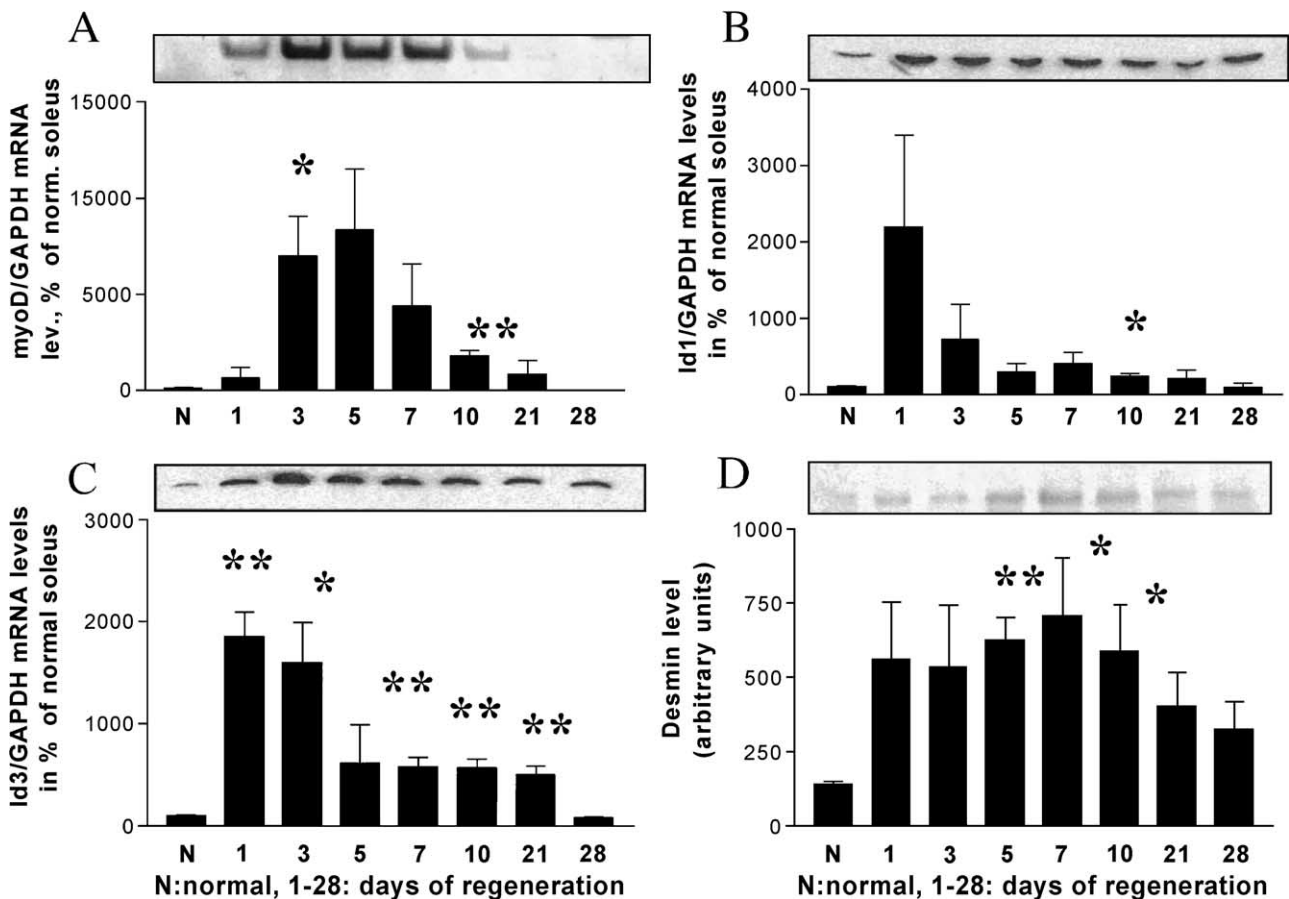 A
myoD/GAPDH mRNA
lev., % of norm. soleus
15000
15000
5000
0
*
**
N 1 3 5 7 10 21 28
B
Id1/GAPDH mRNA levels
in % of normal soleus
4000
3000
2000
1000
0
*
N 1 3 5 7 10 21 28
C
Id3/GAPDH mRNA levels
in % of normal soleus
3000
2000
1000
0
**
*
**
**
**
N 1 3 5 7 10 21 28
N:normal, 1-28: days of regeneration
D
Desmin level
(arbitrary units)
1000
750
500
250
0
**
*
*
N 1 3 5 7 10 21 28
N:normal, 1-28: days of regeneration